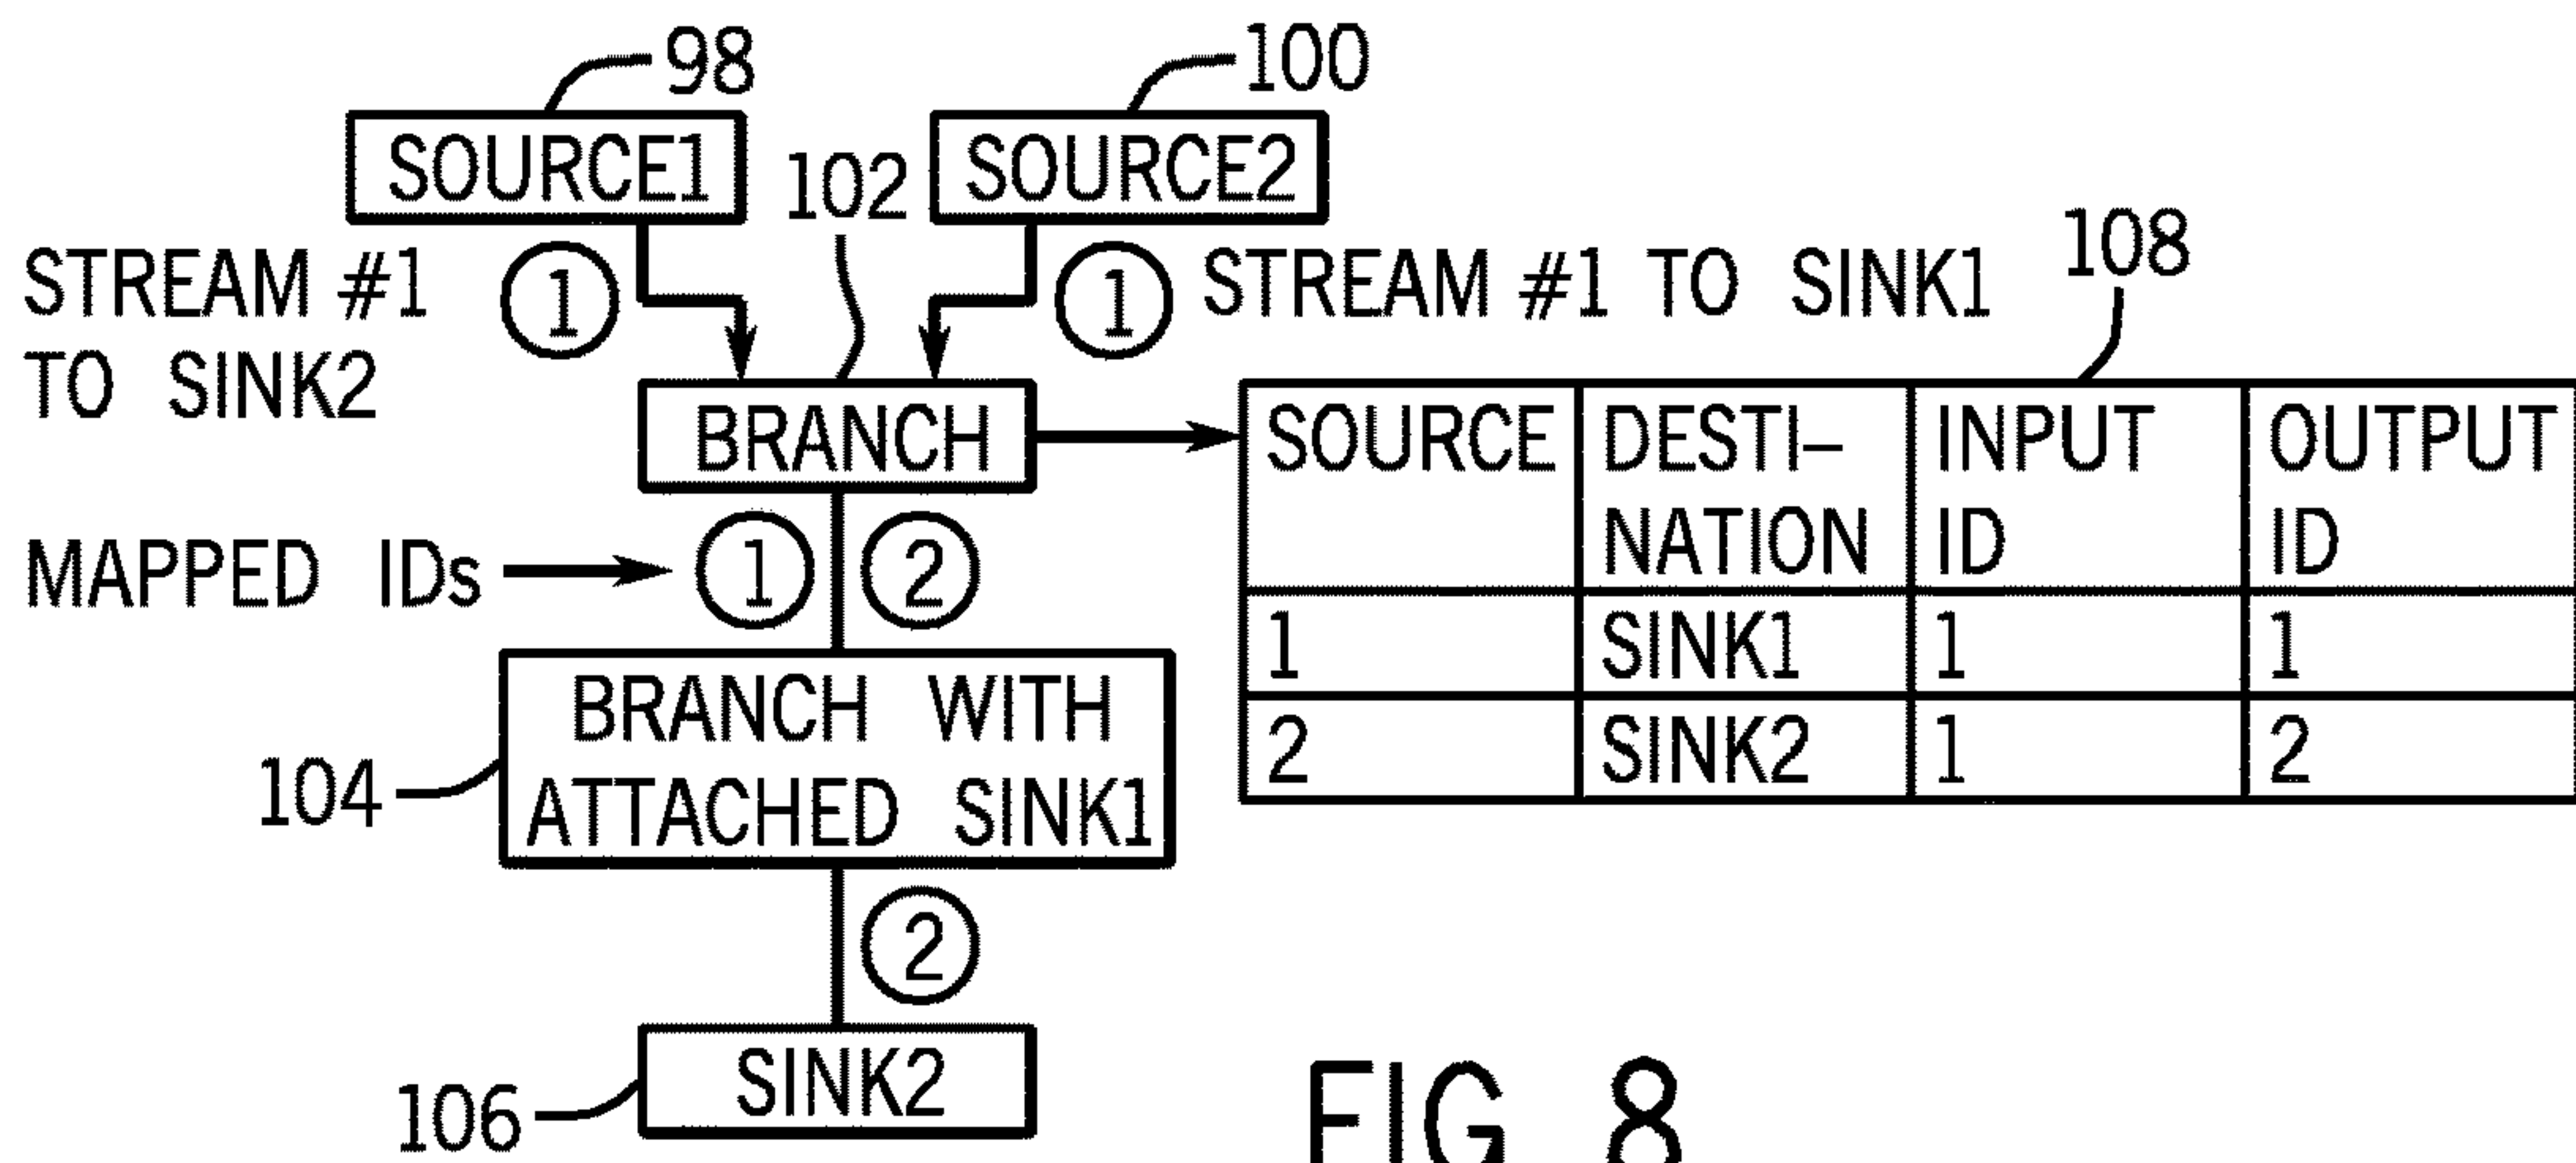 98
100
SOURCE1
SOURCE2
102
108
STREAM #1
TO SINK2
1
1
STREAM #1 TO SINK1
BRANCH
SOURCE
DESTI-
NATION
INPUT
ID
OUTPUT
ID
MAPPED IDs
1
2
1
SINK1
1
1
2
SINK2
1
2
104
BRANCH WITH
ATTACHED SINK1
2
106
SINK2
FIG 8